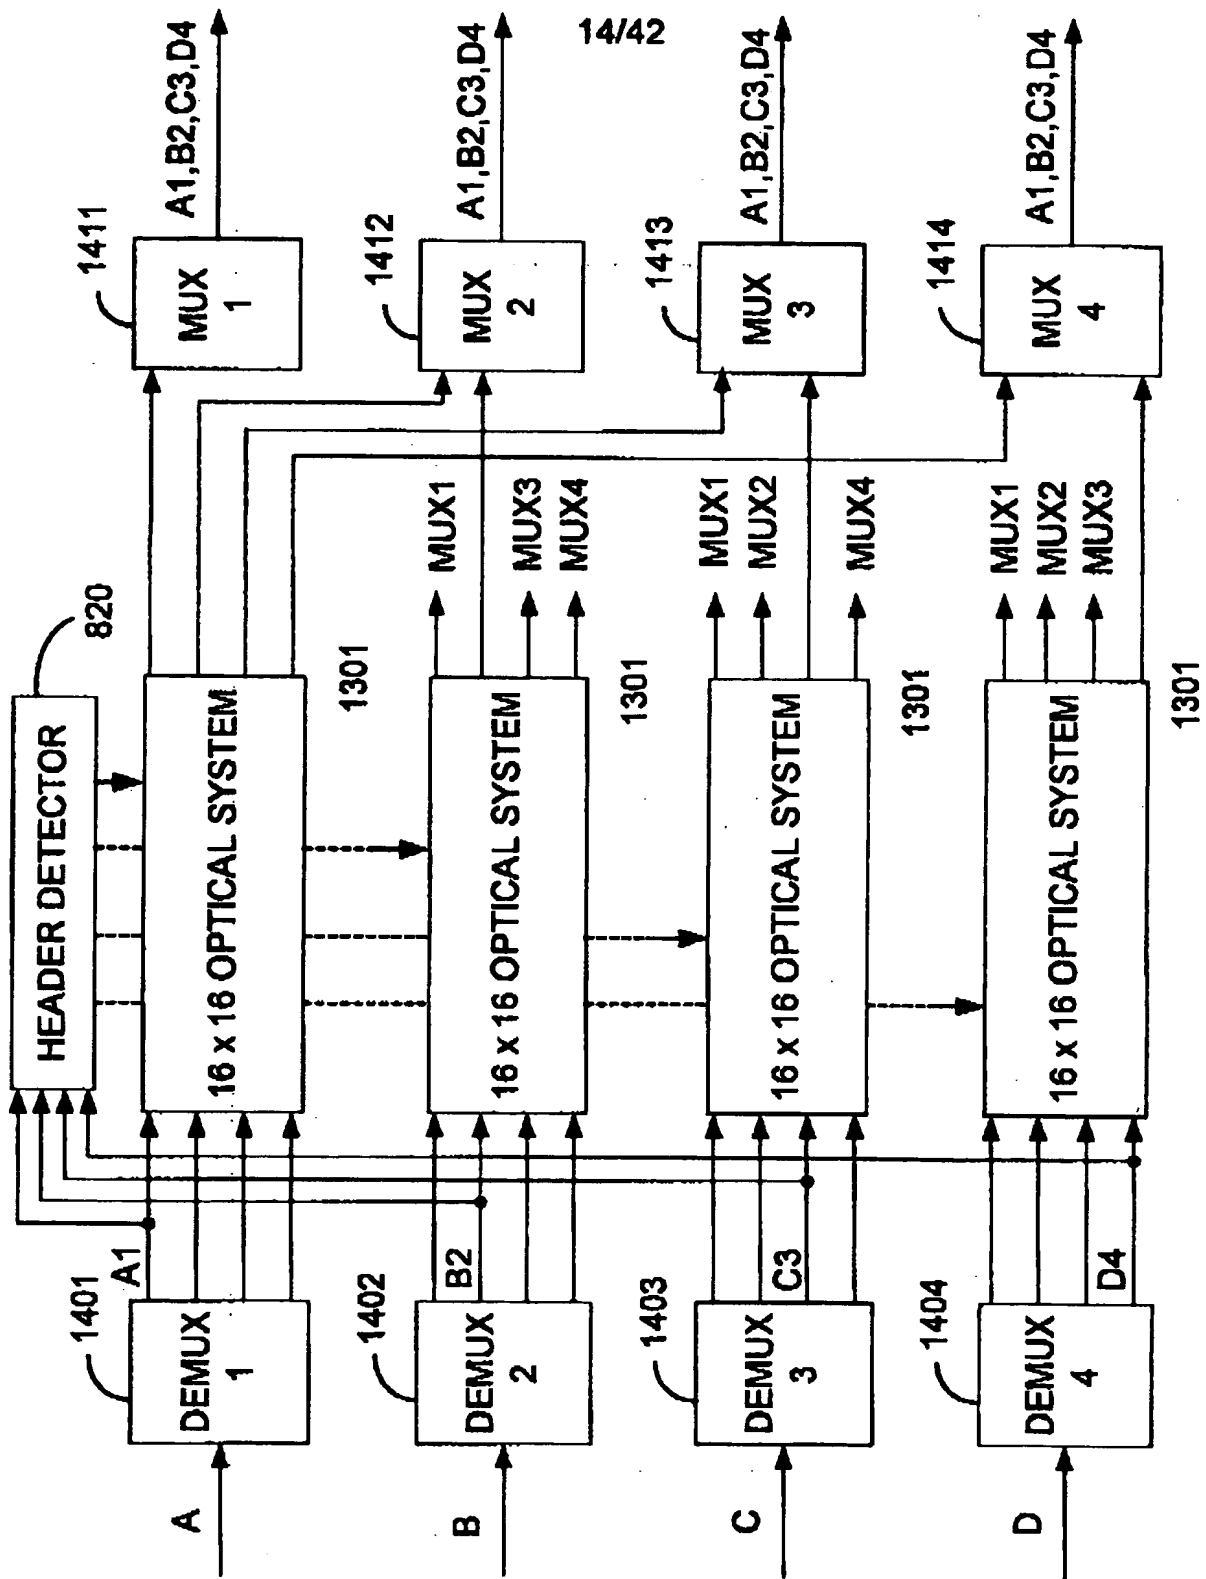 14/42
A1,B2,C3,D4
A1,B2,C3,D4
A1,B2,C3,D4
A1,B2,C3,D4
1411
MUX
1
1412
MUX
2
1413
MUX
3
1414
MUX
4
MUX1
MUX3
MUX4
MUX1
MUX2
MUX4
MUX1
MUX2
MUX3
820
HEADER DETECTOR
16 x 16 OPTICAL SYSTEM
1301
16 x 16 OPTICAL SYSTEM
1301
16 x 16 OPTICAL SYSTEM
1301
16 x 16 OPTICAL SYSTEM
1301
A1
B2
C3
D4
1401
DEMUX
1
1402
DEMUX
2
1403
DEMUX
3
1404
DEMUX
4
A
B
C
D